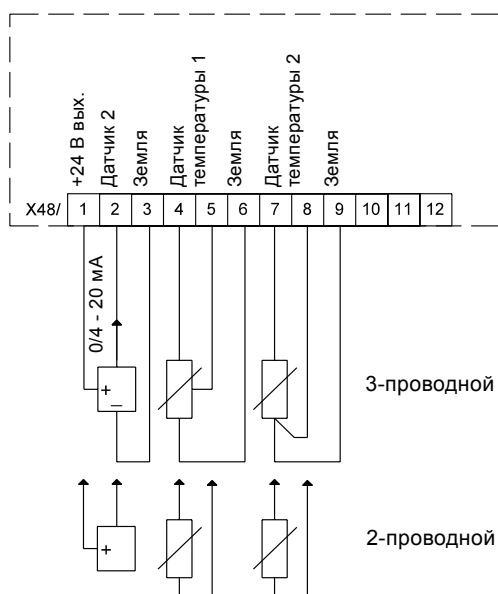 +24 В вых.
Датчик 2
Земля
Датчик
температуры 1
Земля
Датчик
температуры 2
Земля
X48/ 1 2 3 4 5 6 7 8 9 10 11 12
0/4 - 20 мА
+
–
3-проводной
+
2-проводной